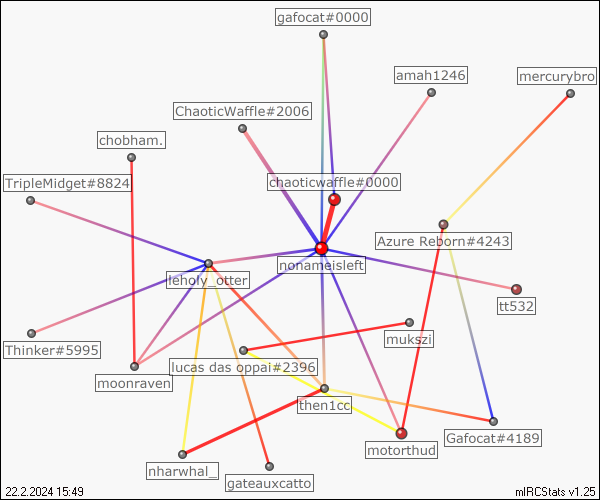 gafocat#0000
amah1246
mercurybro
ChaoticWaffle#2006
chobham.
TripleMidget#8824
chaoticwaffle#0000
Azure Reborn#4243
nonameisleft
leholy_otter
tt532
Thinker#5995
mukszi
lucas das oppai#2396
moonraven
then1cc
Gafocat#4189
motorthud
nharwhal_
gateauxcatto
22.2.2024 15:49
mIRCStats v1.25